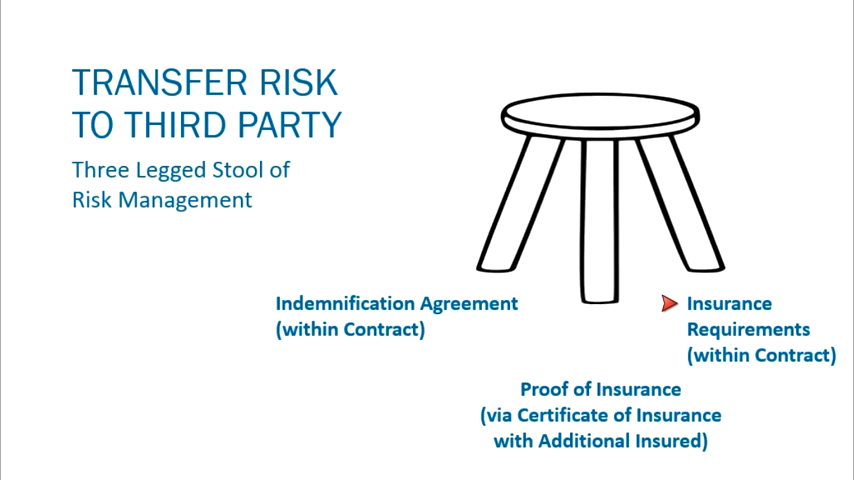 TRANSFER RISK
TO THIRD PARTY
Three Legged Stool of
Risk Management
Indemnification Agreement
(within Contract)
Insurance
Requirements
(within Contract)
Proof of Insurance
(via Certificate of Insurance
with Additional Insured)